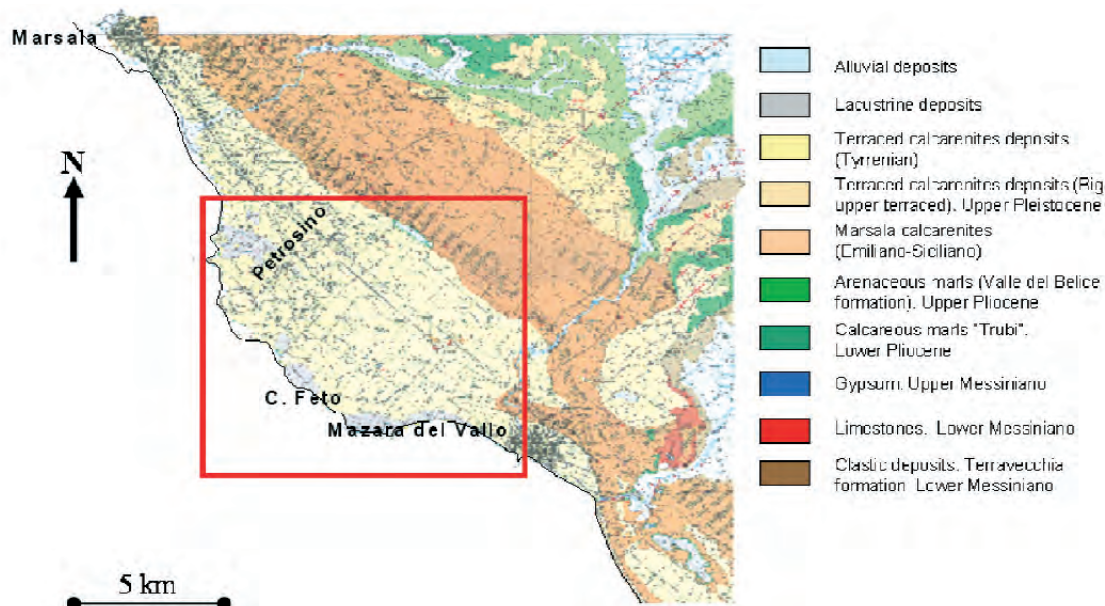 Marsala
N
Petrosino
C. Feto
Mazara del Vallo
5 km
Alluvial deposits
Lacustrine deposits
Terraced calcarenites deposits
(Tyrrenian)
Terraced calcarenites deposits (Rig
upper terraced). Upper Pleistocene
Marsala calcarenites
(Emiliano-Siciliano)
Arenaceous marls (Valle del Belice
formation). Upper Pliocene
Calcareous marls "Trubi".
Lower Pliocene
Gypsum. Upper Messiniano
Limestones. Lower Messiniano
Clastic deposits. Terravecchia
formation Lower Messiniano